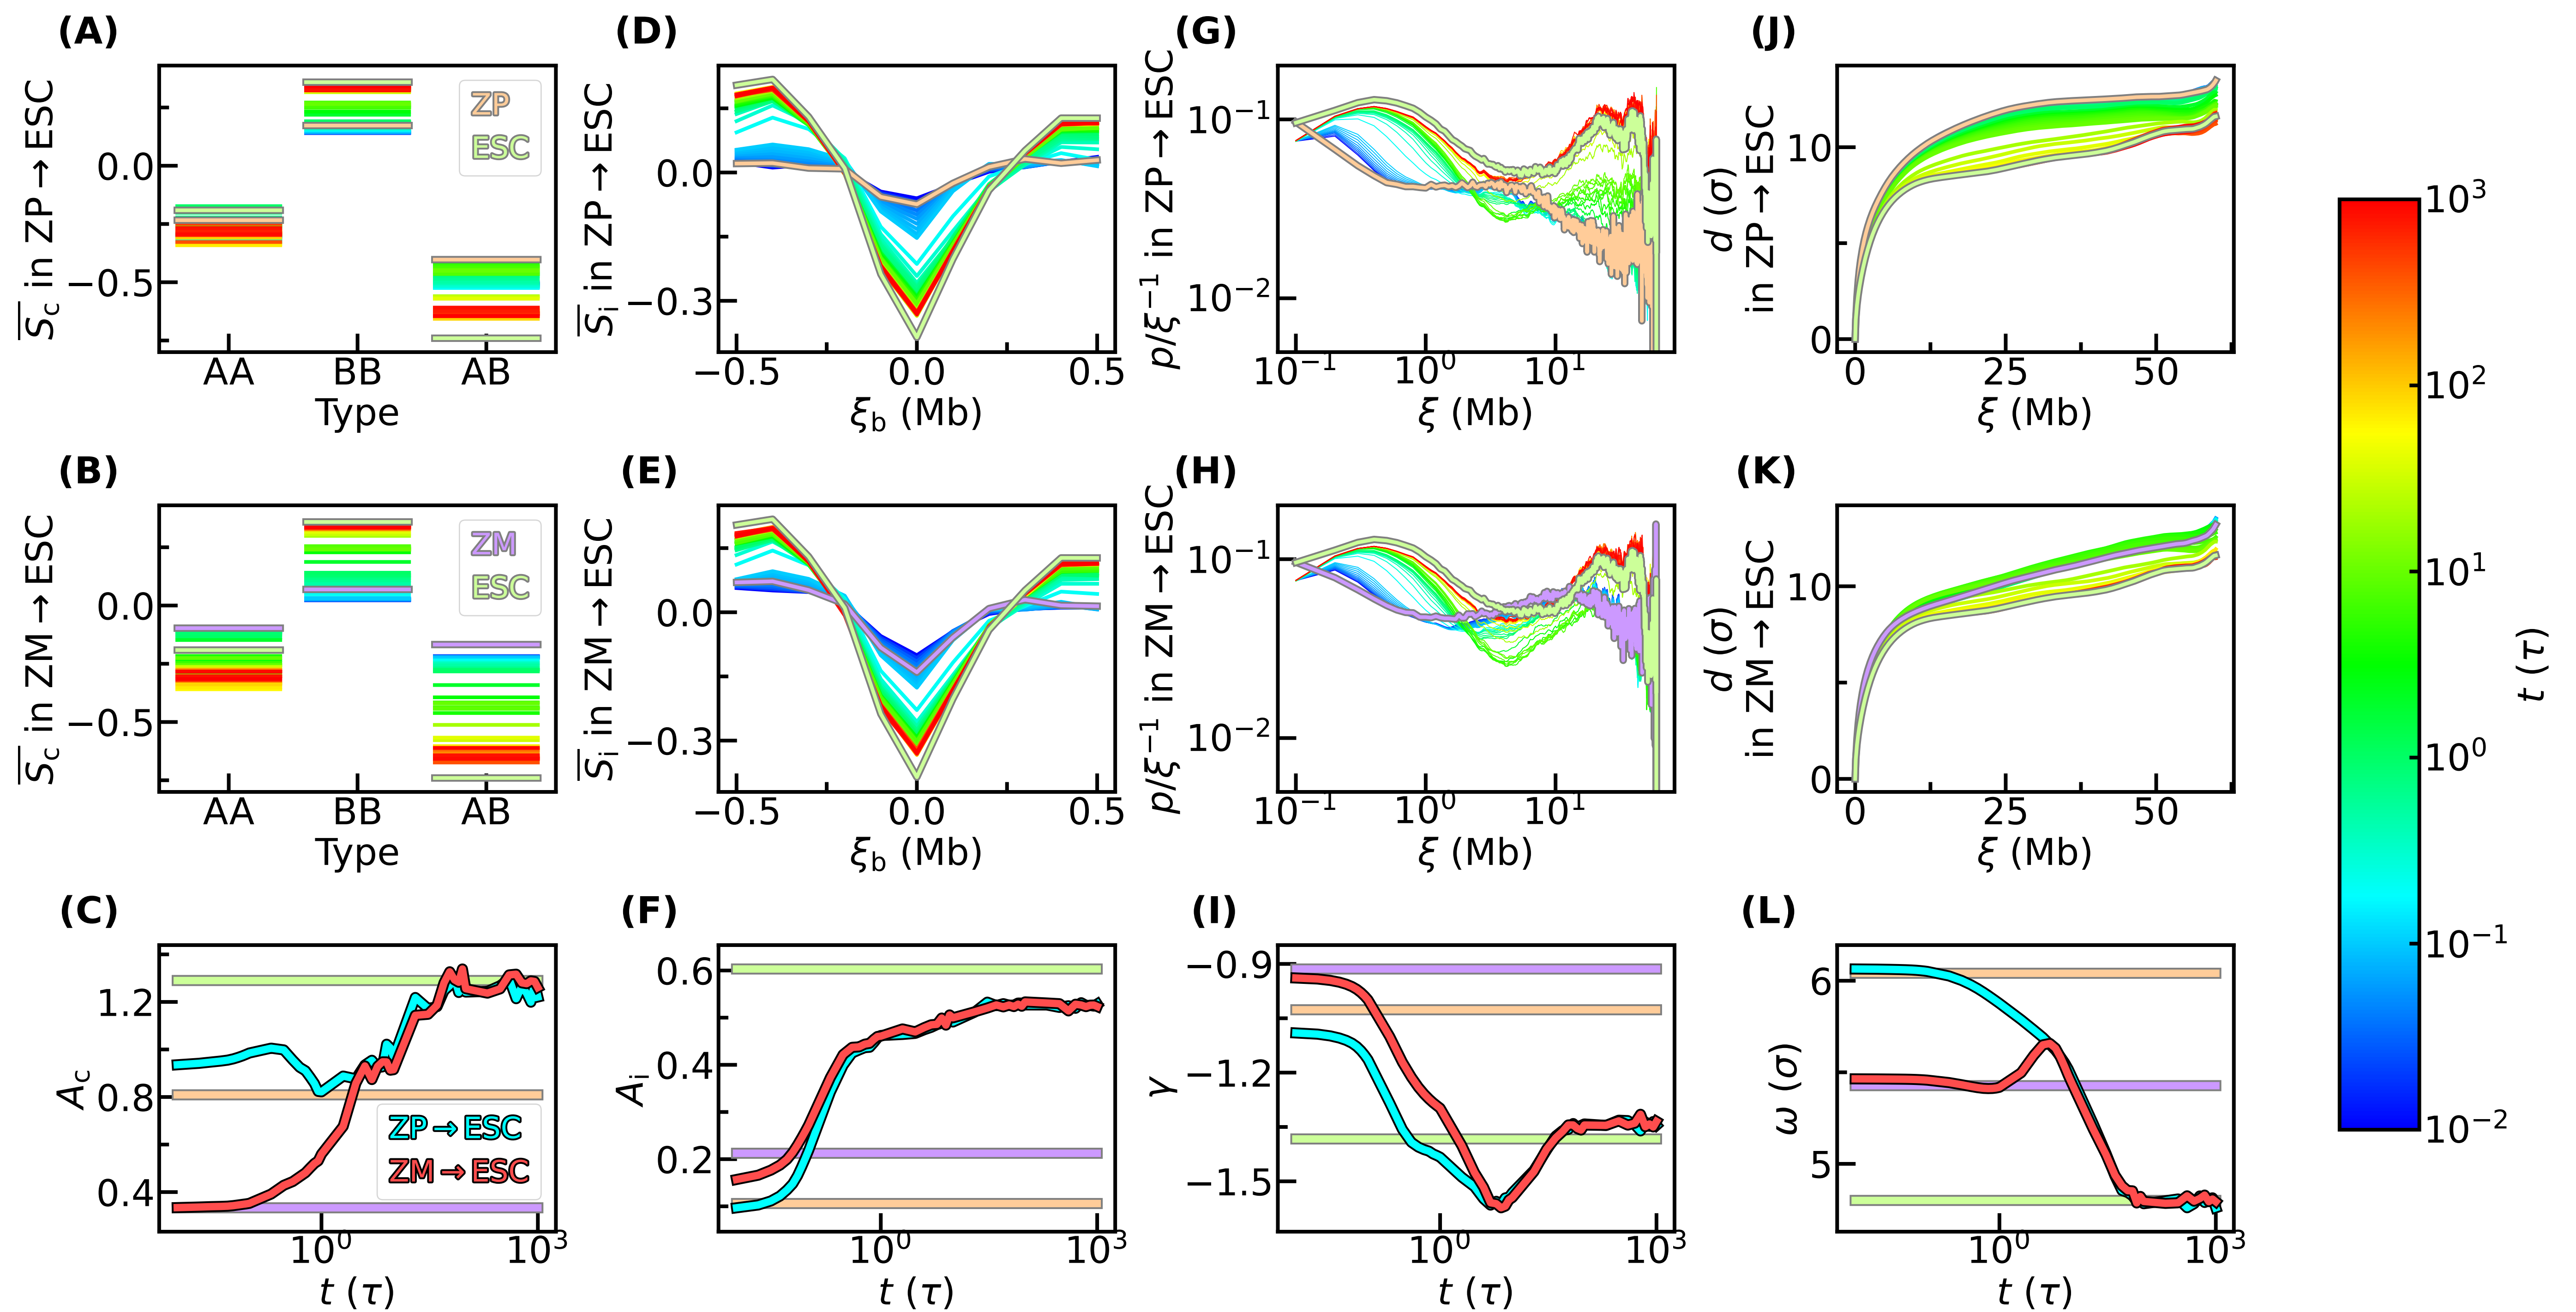 (A)
S̅c in ZP→ESC
0.0
−0.5
AA
BB
AB
Type
ZP
ESC
(D)
S̅i in ZP→ESC
0.0
−0.3
−0.5
0.0
0.5
ξb (Mb)
(G)
p/ξ⁻¹ in ZP→ESC
10⁻¹
10⁻²
10⁻¹
10⁰
10¹
ξ (Mb)
(J)
d (σ)
in ZP→ESC
10
0
0
25
50
ξ (Mb)
(B)
S̅c in ZM→ESC
0.0
−0.5
AA
BB
AB
Type
ZM
ESC
(E)
S̅i in ZM→ESC
0.0
−0.3
−0.5
0.0
0.5
ξb (Mb)
(H)
p/ξ⁻¹ in ZM→ESC
10⁻¹
10⁻²
10⁻¹
10⁰
10¹
ξ (Mb)
(K)
d (σ)
in ZM→ESC
10
0
0
25
50
ξ (Mb)
(C)
Ac
1.2
0.8
0.4
10⁰
10³
t (τ)
ZP→ESC
ZM→ESC
(F)
Ai
0.6
0.4
0.2
10⁰
10³
t (τ)
(I)
γ
−0.9
−1.2
−1.5
10⁰
10³
t (τ)
(L)
ω (σ)
6
5
10⁰
10³
t (τ)
10³
10²
10¹
10⁰
10⁻¹
10⁻²
t (τ)